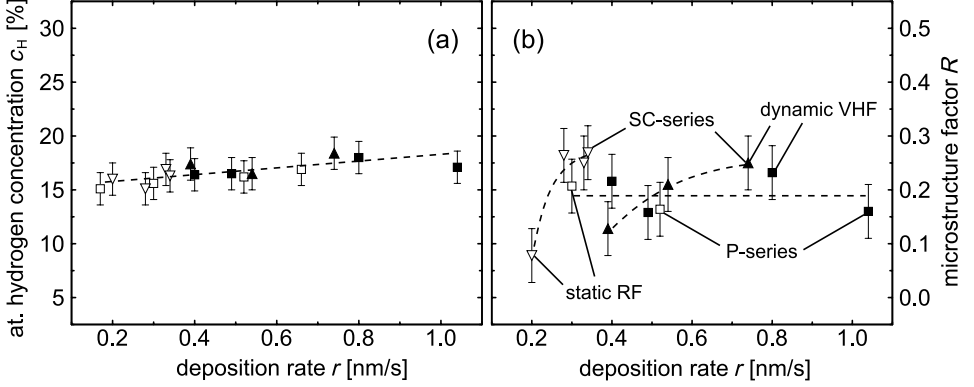 at. hydrogen concentration c_H [%]
30
25
20
15
10
5
(a)
0.2
0.4
0.6
0.8
1.0
deposition rate r [nm/s]
(b)
SC-series
dynamic VHF
P-series
static RF
0.5
0.4
0.3
0.2
0.1
0.0
microstructure factor R
0.2
0.4
0.6
0.8
1.0
deposition rate r [nm/s]